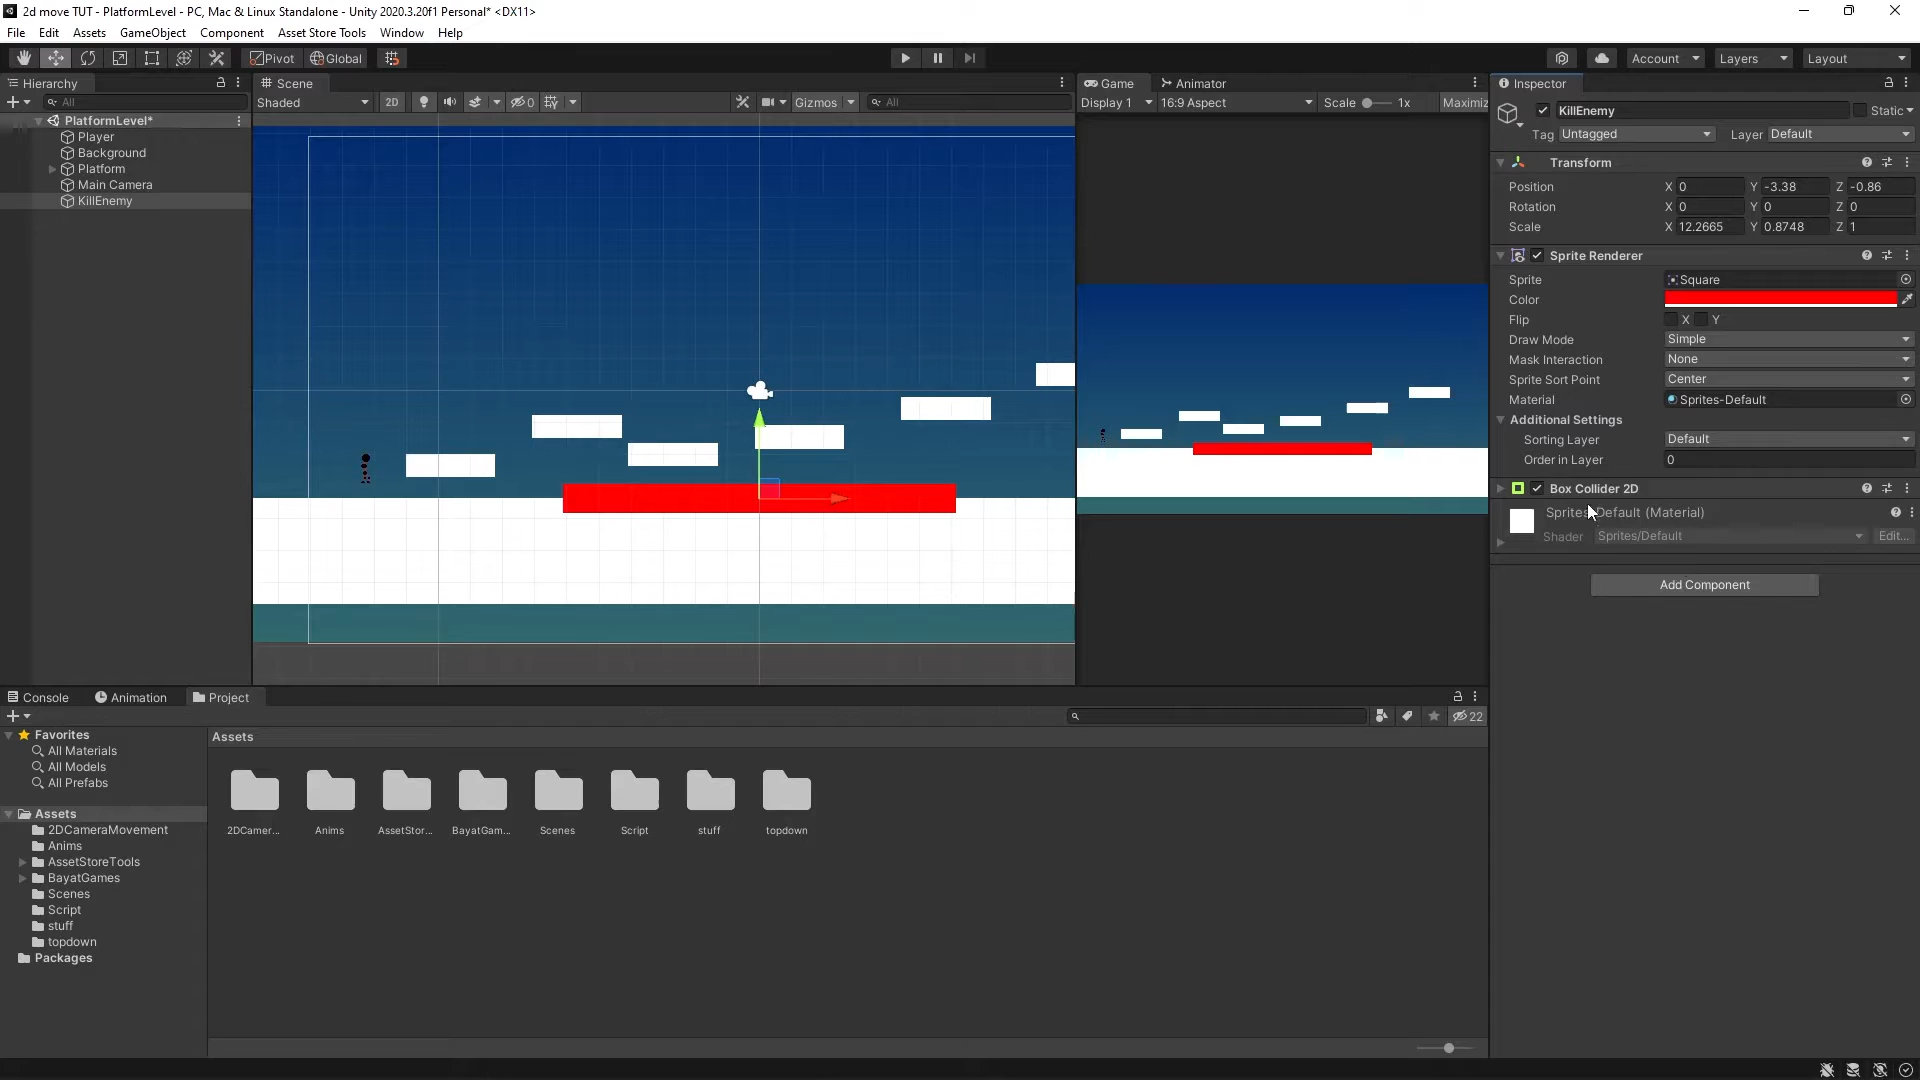 2d move TUT - PlatformLevel - PC, Mac & Linux Standalone - Unity 2020.3.20f1 Personal* <DX11>
File Edit Assets GameObject Component Asset Store Tools Window Help
Pivot Global Account Layers Layout
Hierarchy
All
PlatformLevel*
Player
Background
Platform
Main Camera
KillEnemy
Scene
Shaded 2D 0 Gizmos All
Game Animator
Display 1 16:9 Aspect Scale 1x Maximiz
Inspector
KillEnemy Static
Tag Untagged Layer Default
Transform
Position X 0 Y -3.38 Z -0.86
Rotation X 0 Y 0 Z 0
Scale X 12.2665 Y 0.8748 Z 1
Sprite Renderer
Sprite Square
Color
Flip X Y
Draw Mode Simple
Mask Interaction None
Sprite Sort Point Center
Material Sprites-Default
Additional Settings
Sorting Layer Default
Order in Layer 0
Box Collider 2D
Sprites-Default (Material)
Shader Sprites/Default Edit...
Add Component
Console Animation Project
22
Favorites
All Materials
All Models
All Prefabs
Assets
2DCameraMovement
Anims
AssetStoreTools
BayatGames
Scenes
Script
stuff
topdown
Packages
Assets
2DCamer... Anims AssetStor... BayatGam... Scenes Script stuff topdown